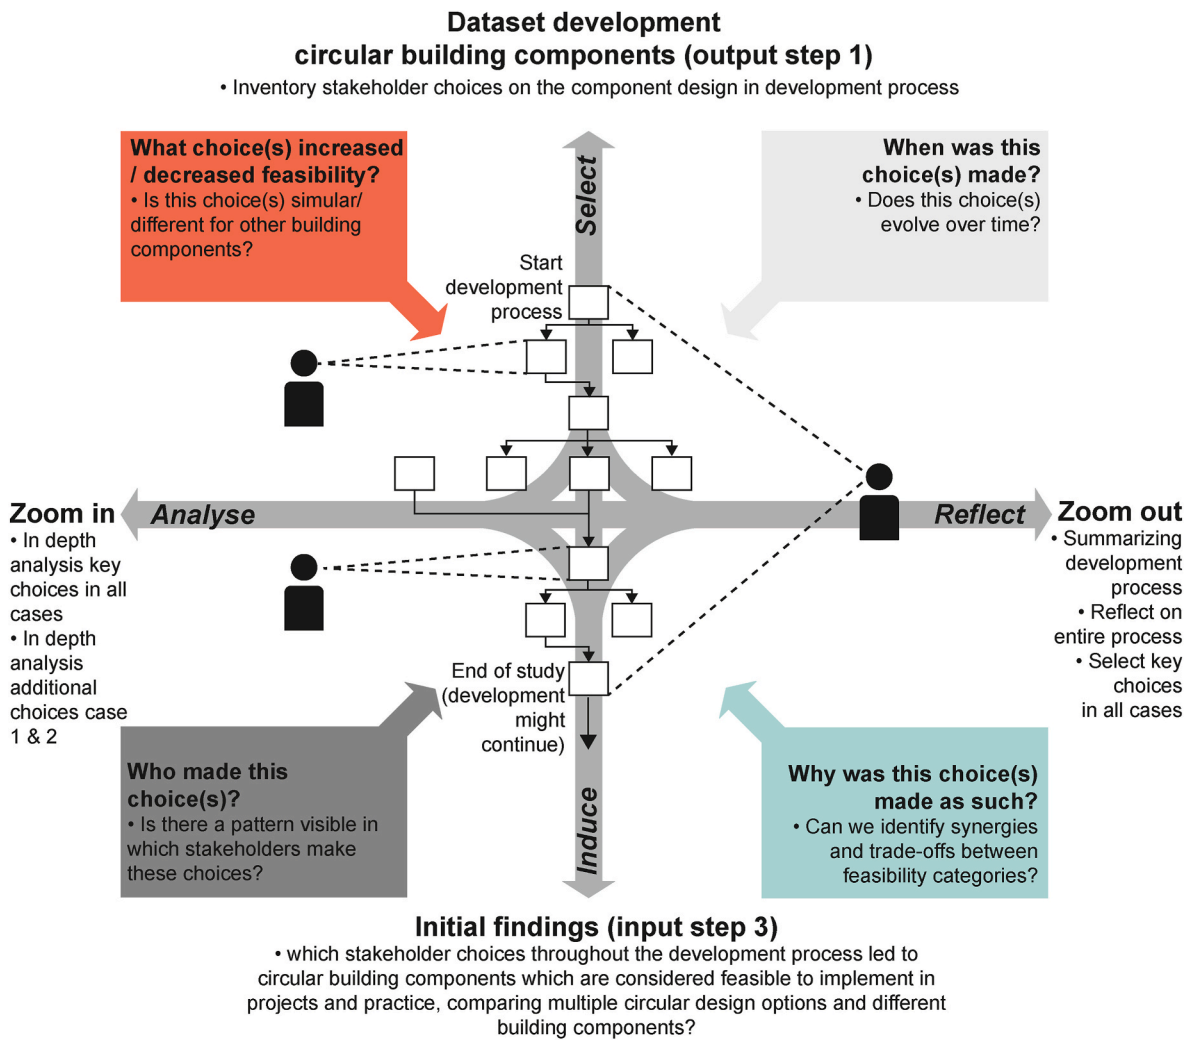 Dataset development
circular building components (output step 1)
• Inventory stakeholder choices on the component design in development process
What choice(s) increased
/ decreased feasibility?
• Is this choice(s) simular/
different for other building
components?
When was this
choice(s) made?
• Does this choice(s)
evolve over time?
Select
Start
development
process
Zoom in
Analyse
• In depth
analysis key
choices in all
cases
• In depth
analysis
additional
choices case
1 & 2
Reflect
Zoom out
• Summarizing
development
process
• Reflect on
entire process
• Select key
choices
in all cases
End of study
(development
might
continue)
Who made this
choice(s)?
• Is there a pattern visible in
which stakeholders make
these choices?
Why was this choice(s)
made as such?
• Can we identify synergies
and trade-offs between
feasibility categories?
Induce
Initial findings (input step 3)
• which stakeholder choices throughout the development process led to
circular building components which are considered feasible to implement in
projects and practice, comparing multiple circular design options and different
building components?